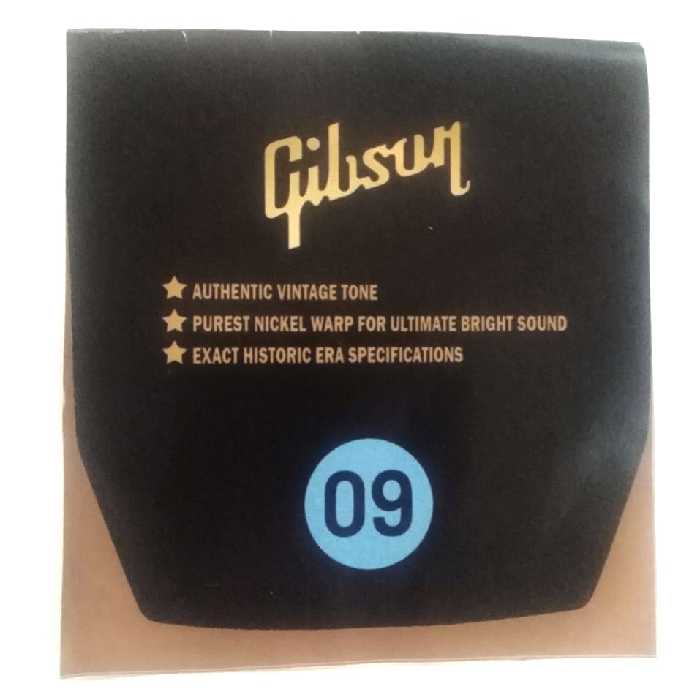 Gibson
AUTHENTIC VINTAGE TONE
PUREST NICKEL WARP FOR ULTIMATE BRIGHT SOUND
EXACT HISTORIC ERA SPECIFICATIONS
09